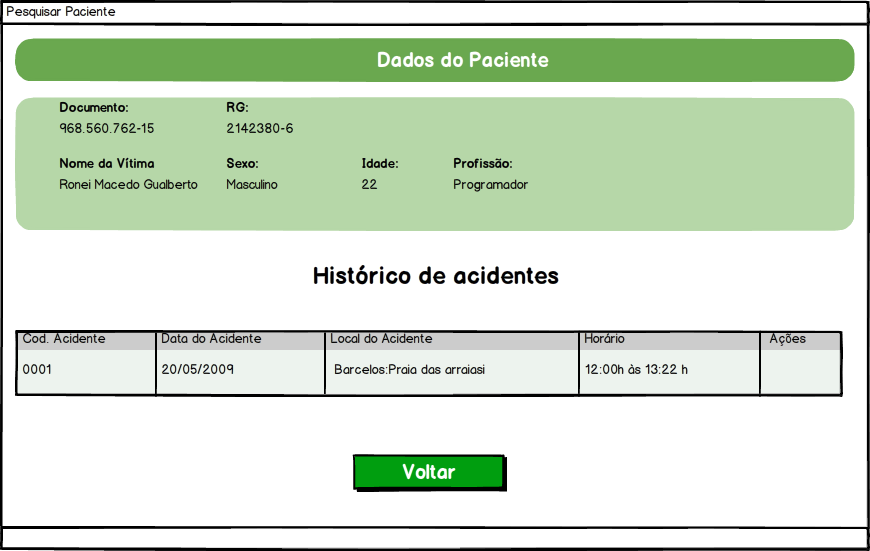 Pesquisar Paciente
Dados do Paciente
Documento: RG:
968.560.762-15 2142380-6
Nome da Vítima Sexo: Idade: Profissão:
Ronei Macedo Gualberto Masculino 22 Programador
Histórico de acidentes
Cod. Acidente Data do Acidente Local do Acidente Horário Ações
0001 20/05/2009 Barcelos:Praia das arraiasi 12:00h às 13:22 h
Voltar